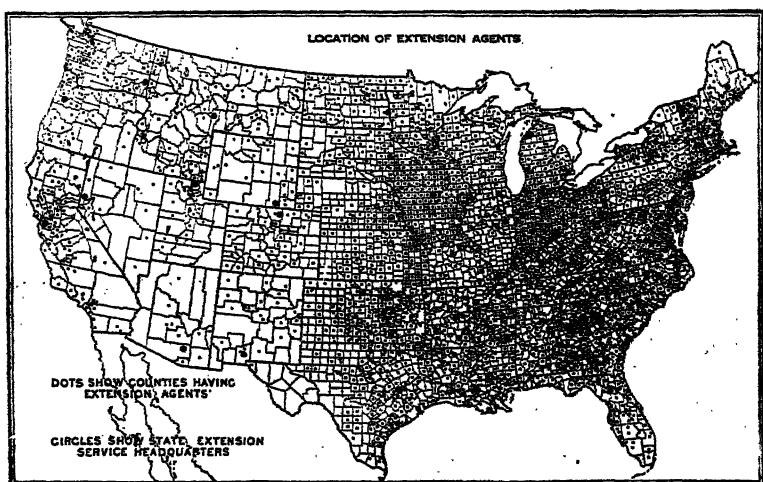 LOCATION OF EXTENSION AGENTS
DOTS SHOW COUNTIES HAVING
EXTENSION AGENTS
CIRCLES SHOW STATE EXTENSION
SERVICE HEADQUARTERS